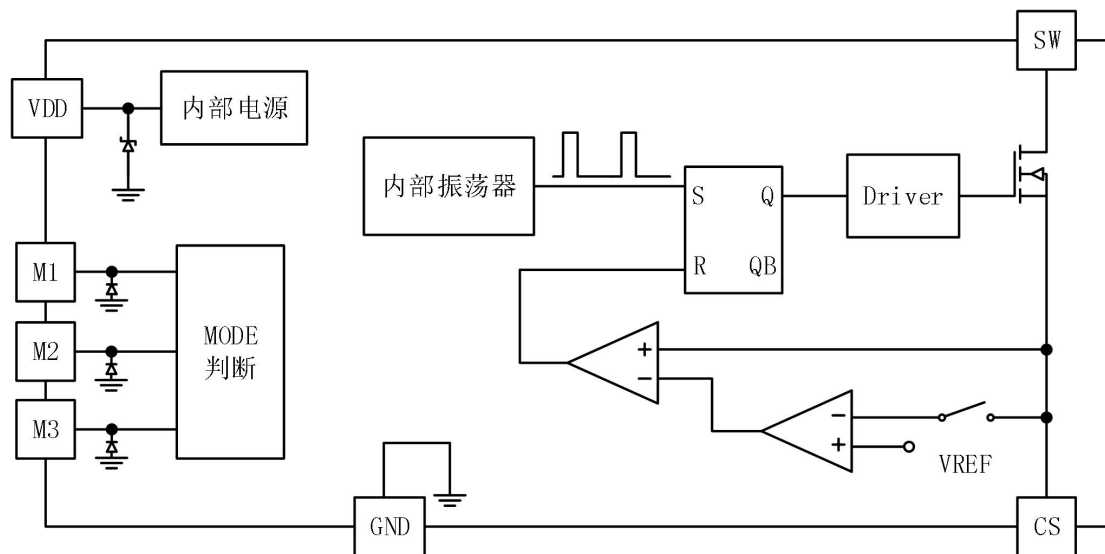 SW
VDD
内部电源
内部振荡器
S
Q
R
QB
Driver
M1
M2
M3
MODE
判断
+
−
−
+
VREF
GND
CS